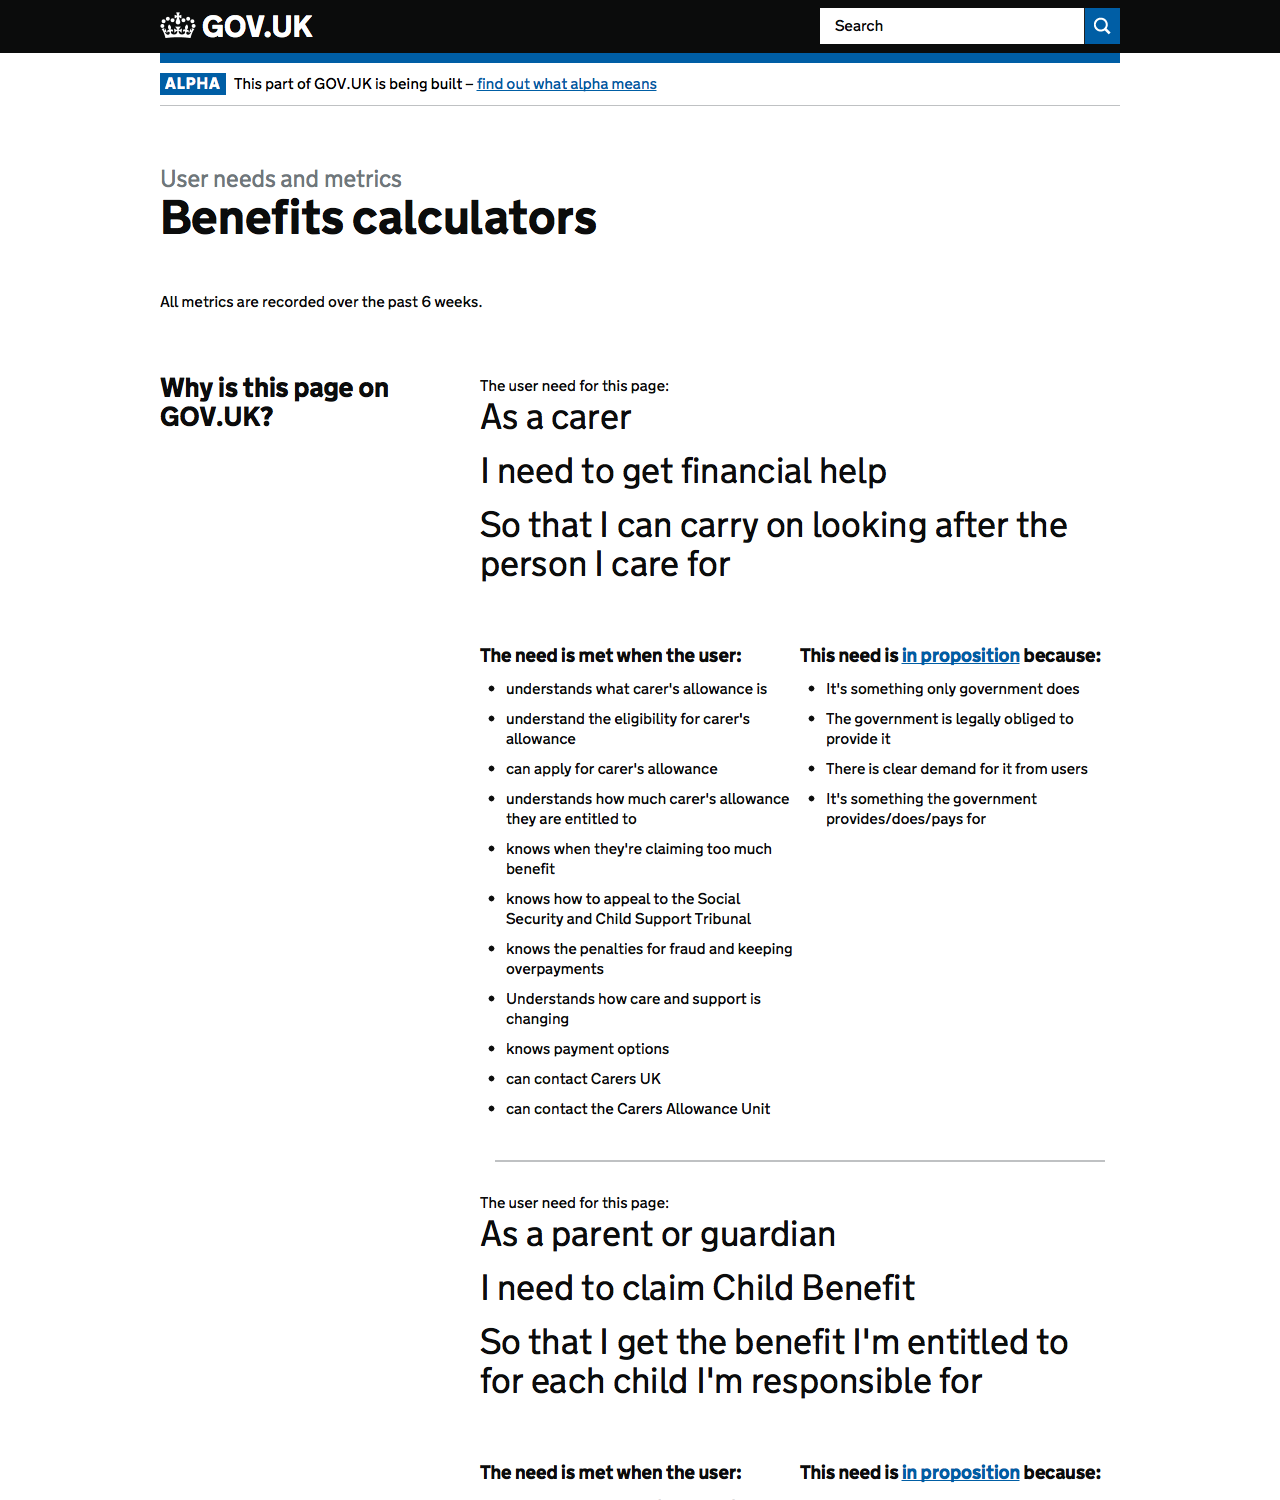 GOV.UK
Search
ALPHA This part of GOV.UK is being built – find out what alpha means
User needs and metrics
Benefits calculators
All metrics are recorded over the past 6 weeks.
Why is this page on
GOV.UK?
The user need for this page:
As a carer
I need to get financial help
So that I can carry on looking after the
person I care for
The need is met when the user:
understands what carer's allowance is
understand the eligibility for carer's
allowance
can apply for carer's allowance
understands how much carer's allowance
they are entitled to
knows when they're claiming too much
benefit
knows how to appeal to the Social
Security and Child Support Tribunal
knows the penalties for fraud and keeping
overpayments
Understands how care and support is
changing
knows payment options
can contact Carers UK
can contact the Carers Allowance Unit
This need is in proposition because:
It's something only government does
The government is legally obliged to
provide it
There is clear demand for it from users
It's something the government
provides/does/pays for
The user need for this page:
As a parent or guardian
I need to claim Child Benefit
So that I get the benefit I'm entitled to
for each child I'm responsible for
The need is met when the user:
This need is in proposition because: